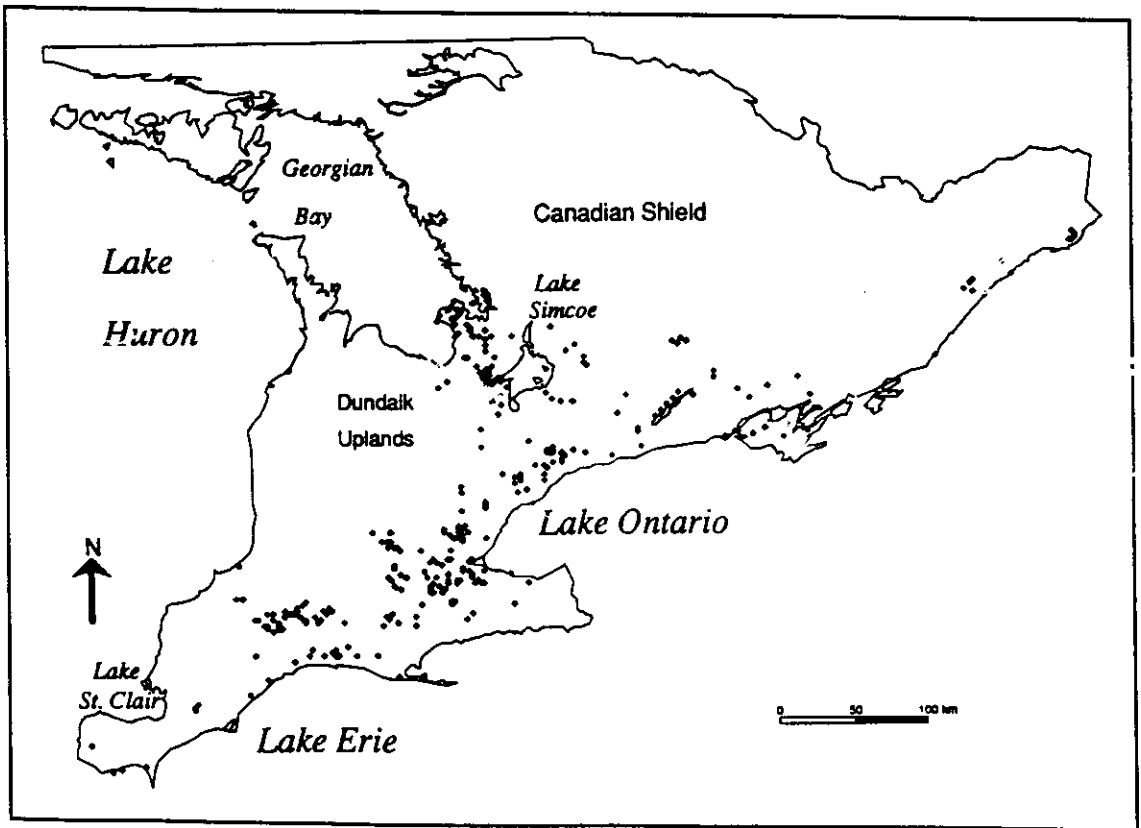 Georgian
Bay
Canadian Shield
Lake
Huron
Lake
Simcoe
Dundalk
Uplands
Lake Ontario
N
Lake
St. Clair
Lake Erie
0 50 100 km